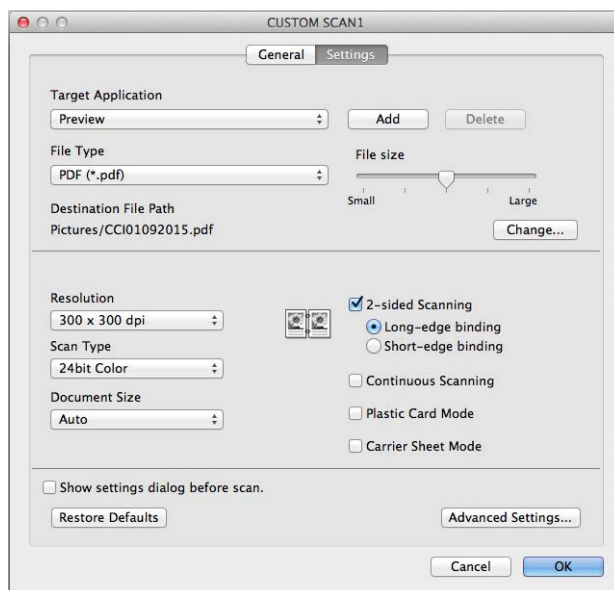 CUSTOM SCAN1
General Settings
Target Application
Preview Add Delete
File Type File size
PDF (*.pdf)
Small Large
Destination File Path
Pictures/CCI01092015.pdf Change...
Resolution 2-sided Scanning
300 x 300 dpi Long-edge binding
Scan Type Short-edge binding
24bit Color Continuous Scanning
Document Size
Auto Plastic Card Mode
Carrier Sheet Mode
Show settings dialog before scan.
Restore Defaults Advanced Settings...
Cancel OK